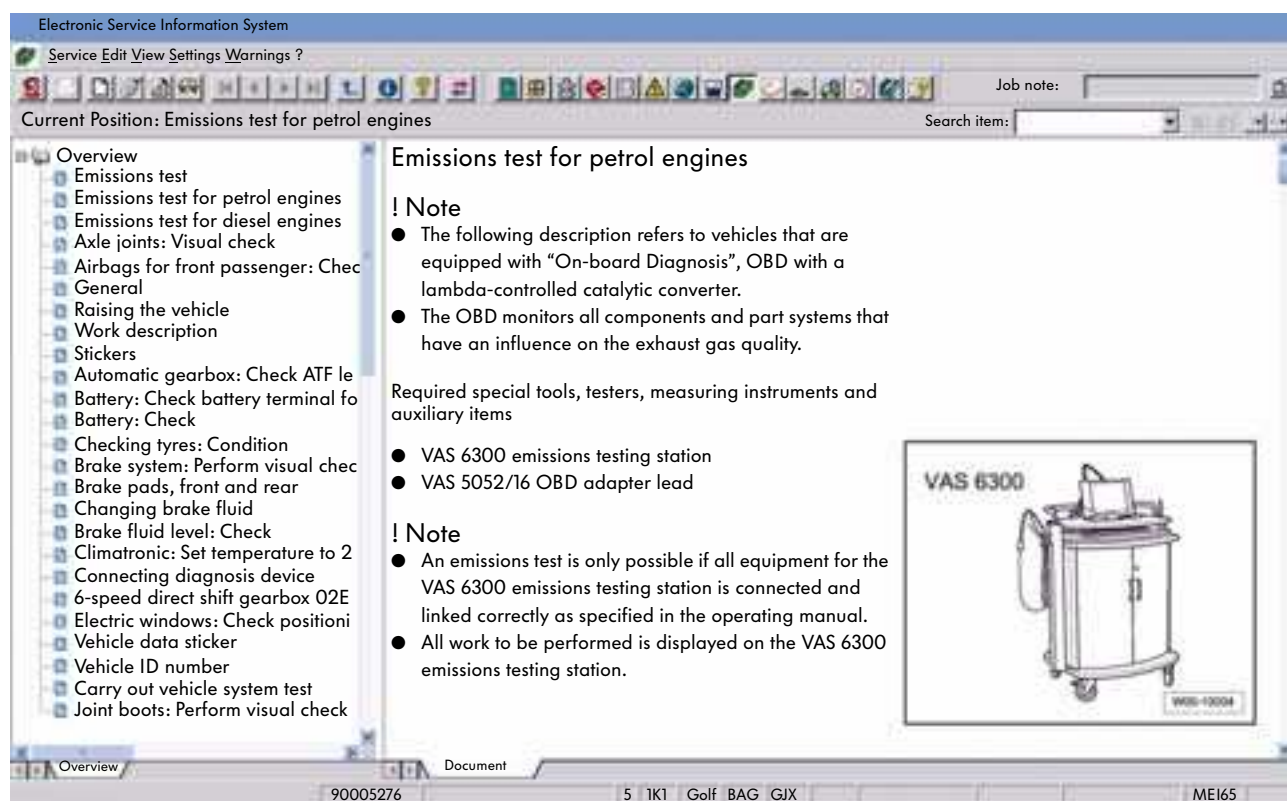 Electronic Service Information System
Service Edit View Settings Warnings ?
Job note:
Current Position: Emissions test for petrol engines
Search item:
Overview
Emissions test
Emissions test for petrol engines
Emissions test for diesel engines
Axle joints: Visual check
Airbags for front passenger: Chec
General
Raising the vehicle
Work description
Stickers
Automatic gearbox: Check ATF le
Battery: Check battery terminal fo
Battery: Check
Checking tyres: Condition
Brake system: Perform visual chec
Brake pads, front and rear
Changing brake fluid
Brake fluid level: Check
Climatronic: Set temperature to 2
Connecting diagnosis device
6-speed direct shift gearbox 02E
Electric windows: Check positioni
Vehicle data sticker
Vehicle ID number
Carry out vehicle system test
Joint boots: Perform visual check
Overview
Emissions test for petrol engines
! Note
● The following description refers to vehicles that are
equipped with “On-board Diagnosis”, OBD with a
lambda-controlled catalytic converter.
● The OBD monitors all components and part systems that
have an influence on the exhaust gas quality.
Required special tools, testers, measuring instruments and
auxiliary items
● VAS 6300 emissions testing station
● VAS 5052/16 OBD adapter lead
! Note
● An emissions test is only possible if all equipment for the
VAS 6300 emissions testing station is connected and
linked correctly as specified in the operating manual.
● All work to be performed is displayed on the VAS 6300
emissions testing station.
VAS 6300
W00-10004
Document
90005276 5 1K1 Golf BAG GJX MEI65